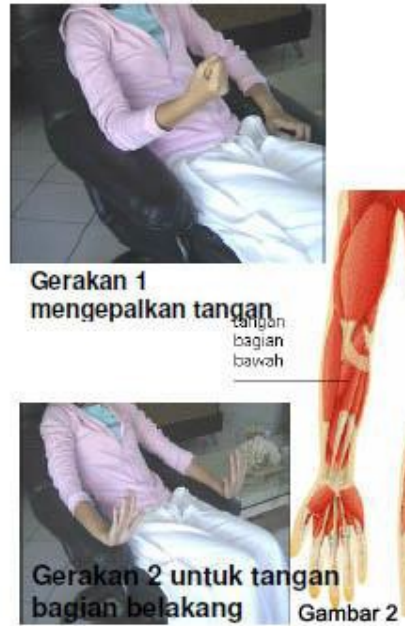 Gerakan 1
mengepalkan tangan
tangan
bagian
bawah
Gerakan 2 untuk tangan
bagian belakang
Gambar 2